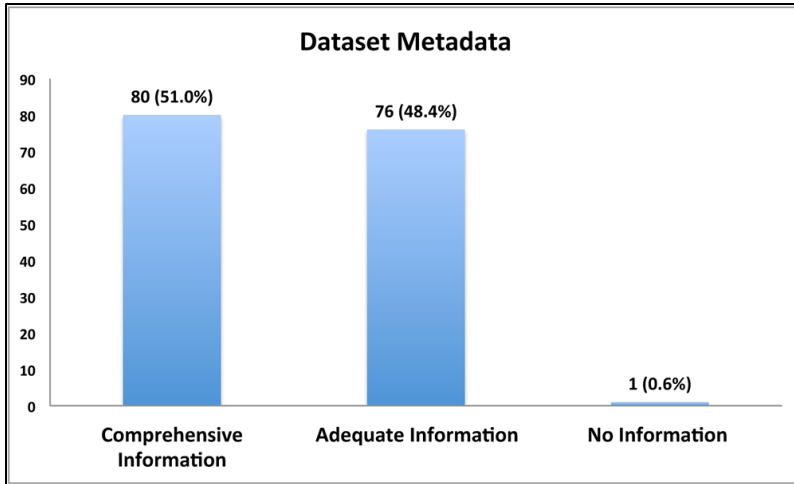 Dataset Metadata
90
80
70
60
50
40
30
20
10
0
80 (51.0%)
76 (48.4%)
1 (0.6%)
Comprehensive
Information
Adequate Information
No Information